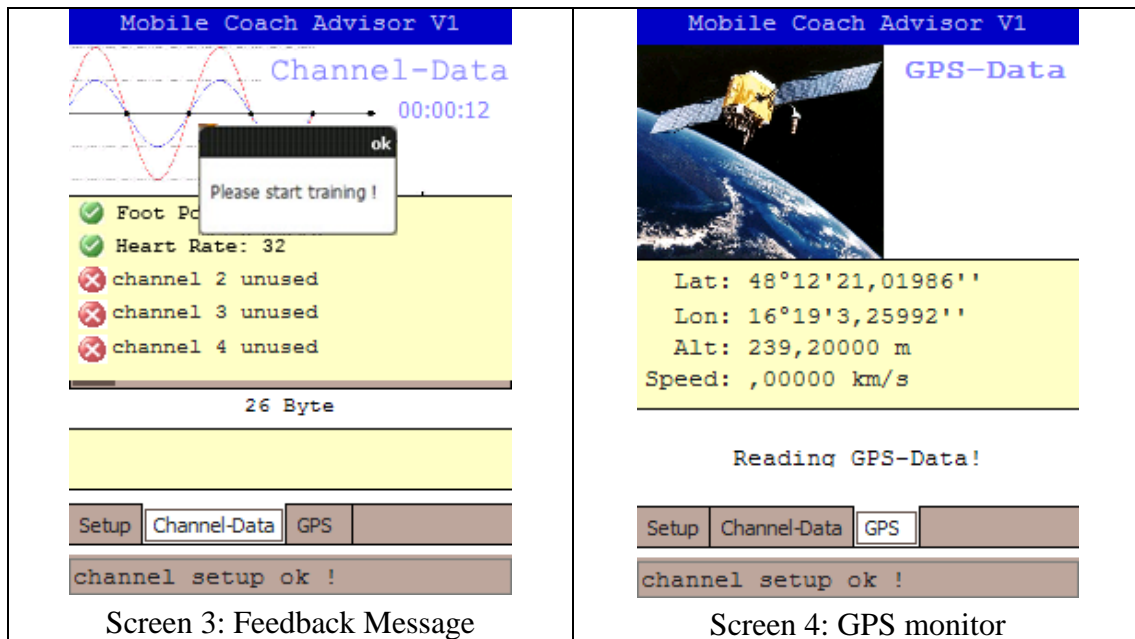 Mobile Coach Advisor V1
Channel-Data
00:00:12
ok
Please start training !
Foot
Heart Rate: 32
channel 2 unused
channel 3 unused
channel 4 unused
26 Byte
Setup Channel-Data GPS
channel setup ok !
Screen 3: Feedback Message
Mobile Coach Advisor V1
GPS-Data
Lat: 48°12'21,01986''
Lon: 16°19'3,25992''
Alt: 239,20000 m
Speed: ,00000 km/s
Reading GPS-Data!
Setup Channel-Data GPS
channel setup ok !
Screen 4: GPS monitor